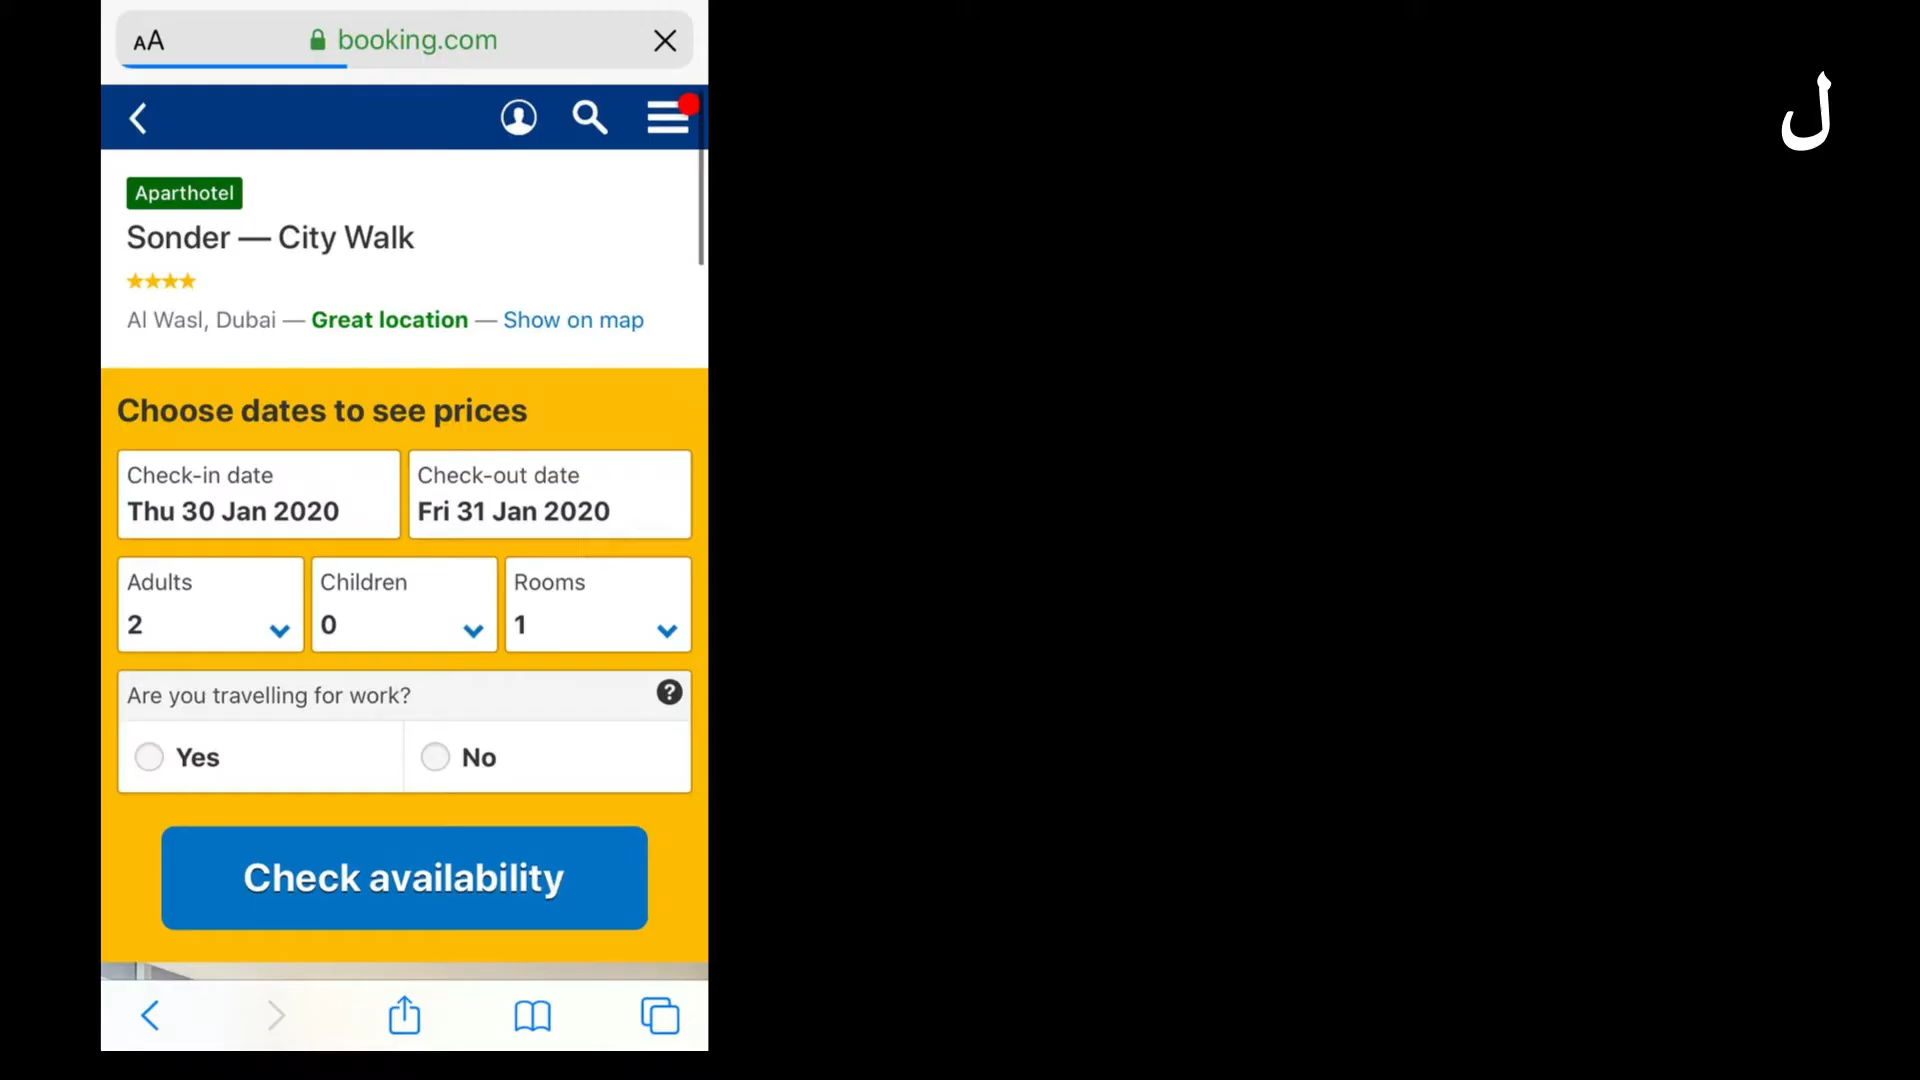 AA booking.com
Aparthotel
Sonder — City Walk
Al Wasl, Dubai — Great location — Show on map
Choose dates to see prices
Check-in date
Thu 30 Jan 2020
Check-out date
Fri 31 Jan 2020
Adults
2
Children
0
Rooms
1
Are you travelling for work?
?
Yes
No
Check availability
ل